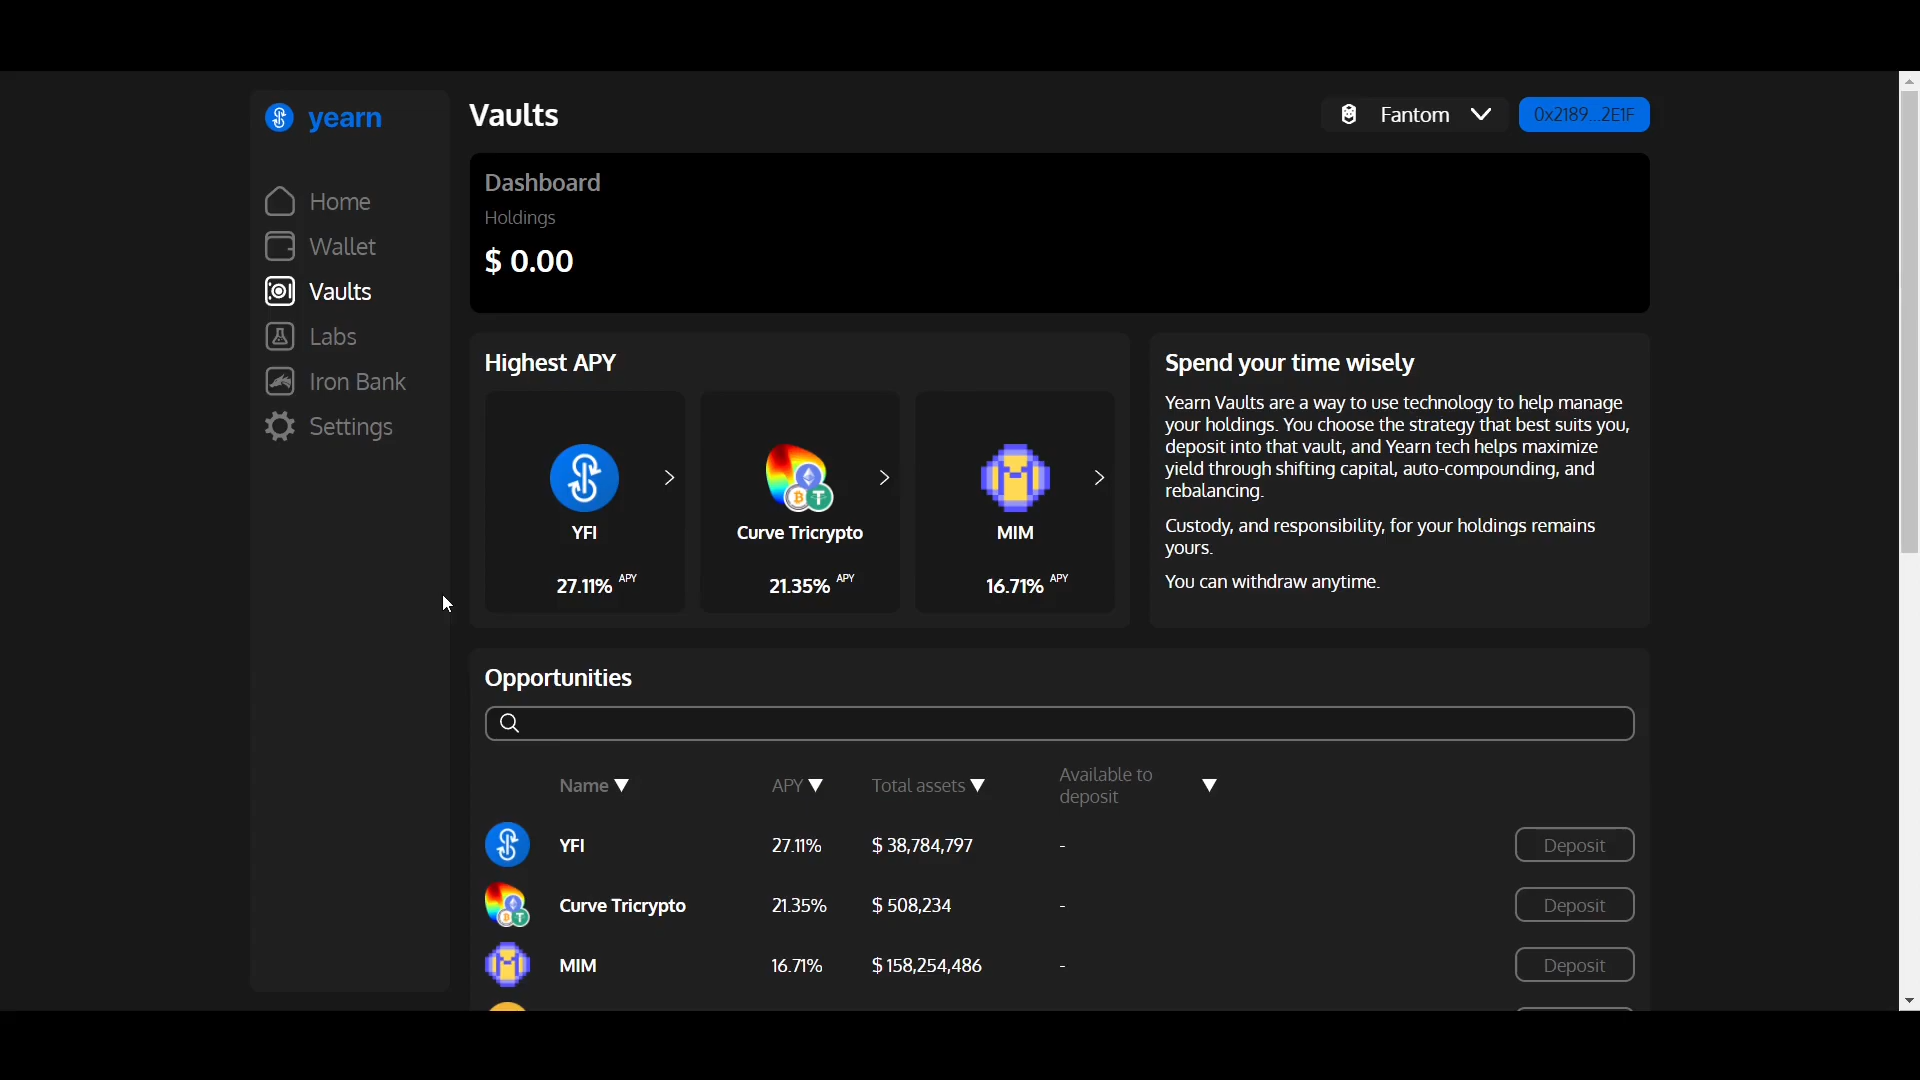 yearn
Home
Wallet
Vaults
Labs
Iron Bank
Settings
Vaults
Fantom
0x2189...2E1F
Dashboard
Holdings
$ 0.00
Highest APY
YFI
27.11% APY
Curve Tricrypto
21.35% APY
MIM
16.71% APY
Spend your time wisely
Yearn Vaults are a way to use technology to help manage
your holdings. You choose the strategy that best suits you,
deposit into that vault, and Yearn tech helps maximize
yield through shifting capital, auto-compounding, and
rebalancing.
Custody, and responsibility, for your holdings remains
yours.
You can withdraw anytime.
Opportunities
Name APY Total assets Available to
deposit
YFI 27.11% $ 38,784,797 - Deposit
Curve Tricrypto 21.35% $ 508,234 - Deposit
MIM 16.71% $ 158,254,486 - Deposit